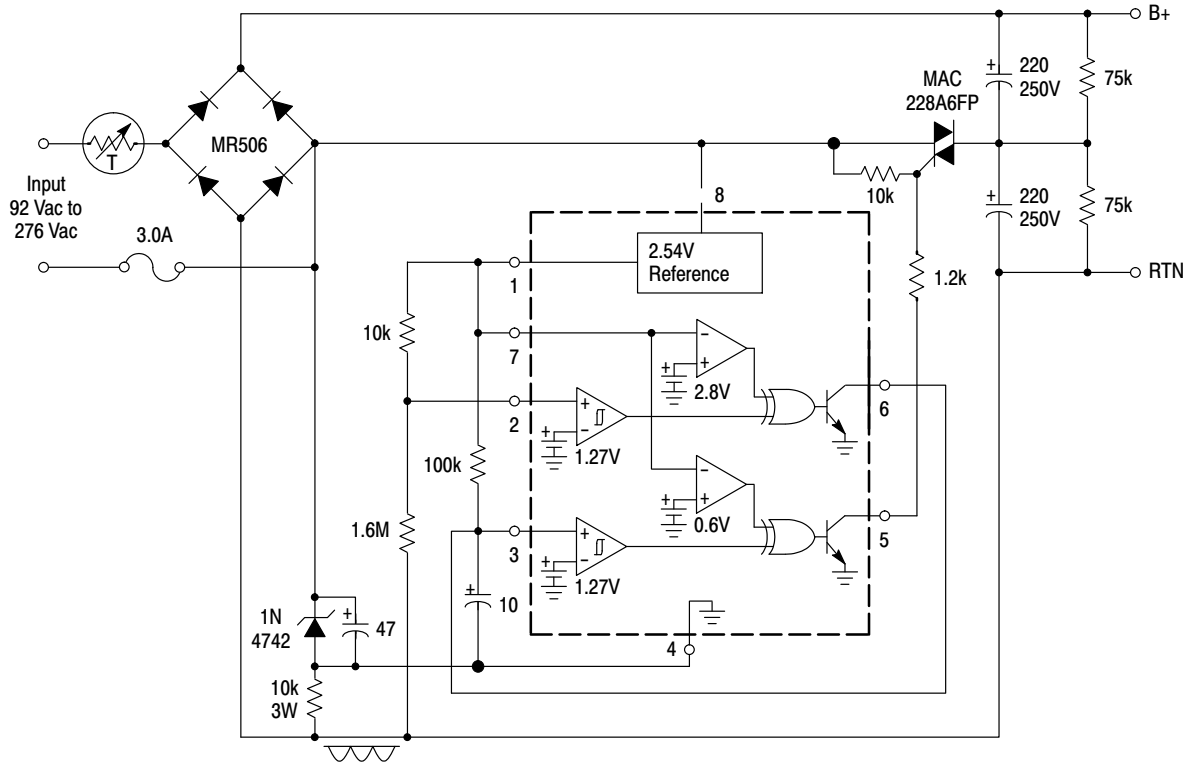 B+
220
250V
75k
MAC
228A6FP
MR506
T
Input
92 Vac to
276 Vac
3.0A
10k
8
220
250V
75k
2.54V
Reference
1
RTN
1.2k
10k
7
2.8V
6
2
1.27V
100k
0.6V
5
1.6M
3
1.27V
10
1N
4742
47
4
10k
3W